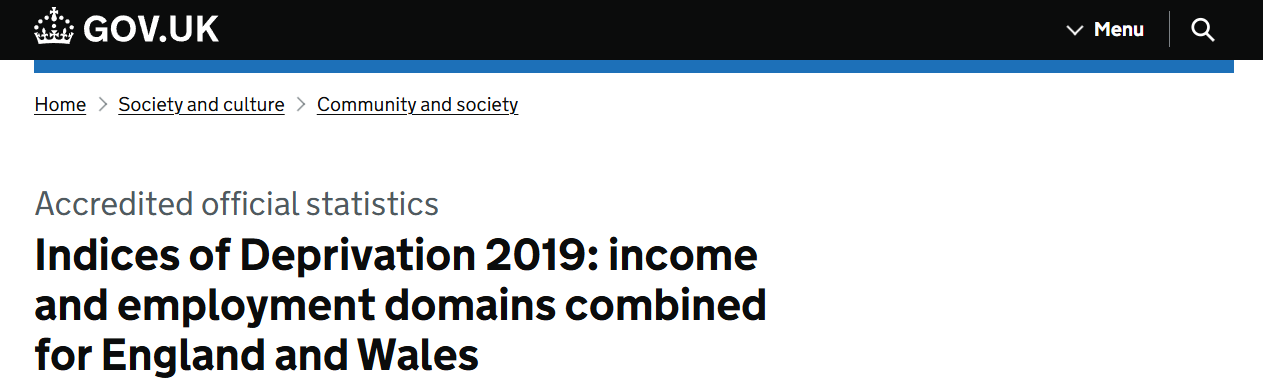 GOV.UK
Menu
Home > Society and culture > Community and society
Accredited official statistics
Indices of Deprivation 2019: income
and employment domains combined
for England and Wales